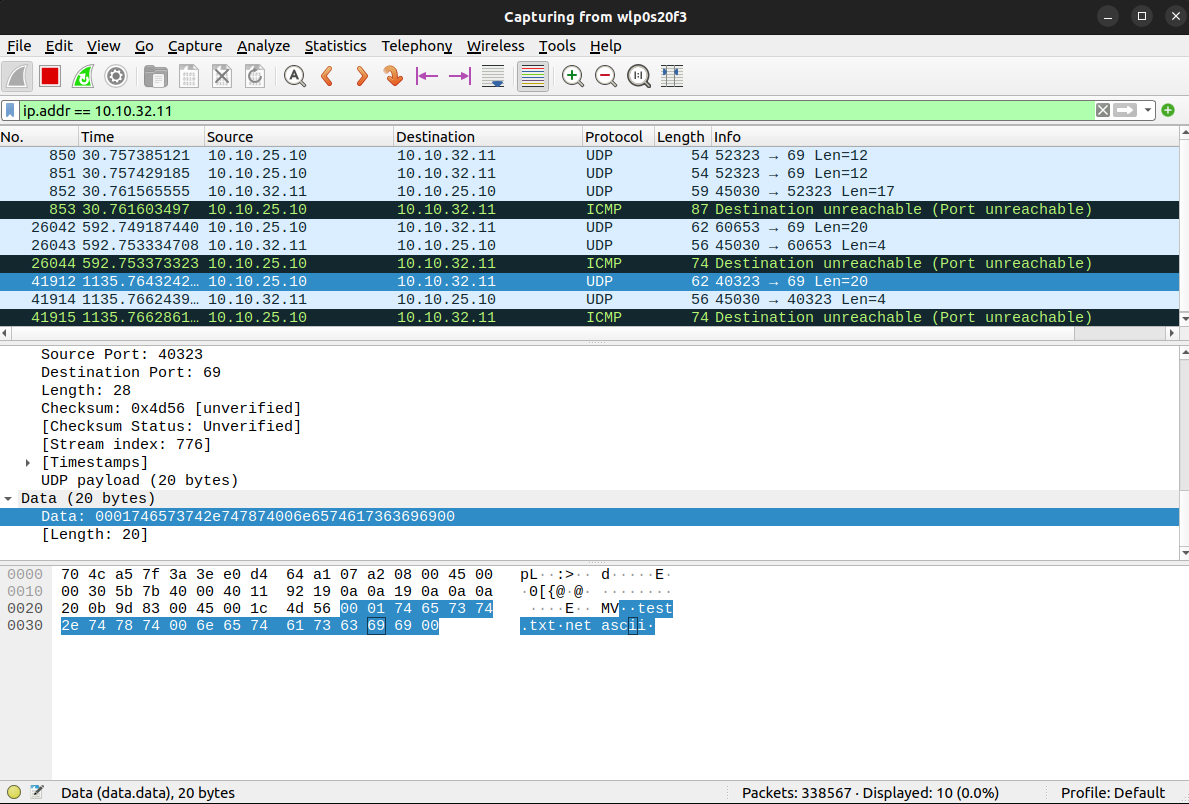 Capturing from wlp0s20f3
File Edit View Go Capture Analyze Statistics Telephony Wireless Tools Help
ip.addr == 10.10.32.11
No. Time Source Destination Protocol Length Info
850 30.757385121 10.10.25.10 10.10.32.11 UDP 54 52323 → 69 Len=12
851 30.757429185 10.10.25.10 10.10.32.11 UDP 54 52323 → 69 Len=12
852 30.761565555 10.10.32.11 10.10.25.10 UDP 59 45030 → 52323 Len=17
853 30.761603497 10.10.25.10 10.10.32.11 ICMP 87 Destination unreachable (Port unreachable)
26042 592.749187440 10.10.25.10 10.10.32.11 UDP 62 60653 → 69 Len=20
26043 592.753334708 10.10.32.11 10.10.25.10 UDP 56 45030 → 60653 Len=4
26044 592.753373323 10.10.25.10 10.10.32.11 ICMP 74 Destination unreachable (Port unreachable)
41912 1135.7643242… 10.10.25.10 10.10.32.11 UDP 62 40323 → 69 Len=20
41914 1135.7662439… 10.10.32.11 10.10.25.10 UDP 56 45030 → 40323 Len=4
41915 1135.7662861… 10.10.25.10 10.10.32.11 ICMP 74 Destination unreachable (Port unreachable)
Source Port: 40323
Destination Port: 69
Length: 28
Checksum: 0x4d56 [unverified]
[Checksum Status: Unverified]
[Stream index: 776]
[Timestamps]
UDP payload (20 bytes)
Data (20 bytes)
Data: 0001746573742e747874006e6574617363696900
[Length: 20]
0000 70 4c a5 7f 3a 3e e0 d4 64 a1 07 a2 08 00 45 00 pL··:>·· d·····E·
0010 00 30 5b 7b 40 00 40 11 92 19 0a 0a 19 0a 0a 0a ·0[{@·@· ········
0020 20 0b 9d 83 00 45 00 1c 4d 56 00 01 74 65 73 74 ····E·· MV··test
0030 2e 74 78 74 00 6e 65 74 61 73 63 69 69 00 .txt·net ascii·
Data (data.data), 20 bytes Packets: 338567 · Displayed: 10 (0.0%) Profile: Default